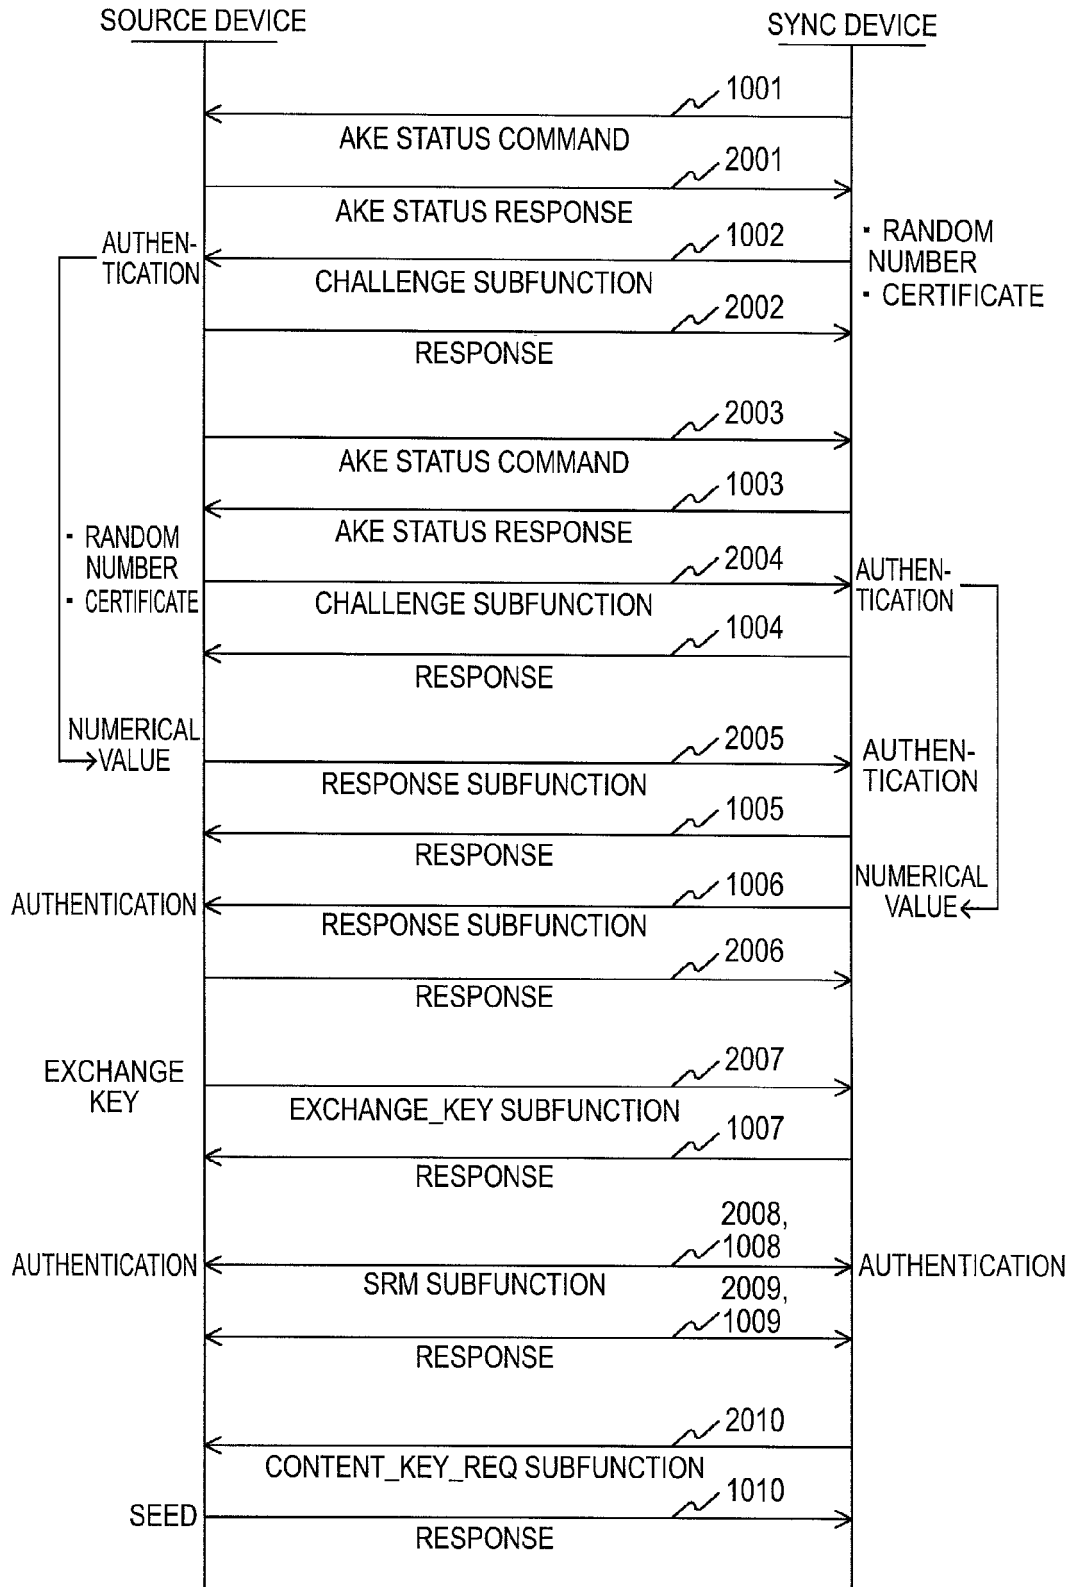 SOURCE DEVICE
SYNC DEVICE
1001
AKE STATUS COMMAND
2001
AKE STATUS RESPONSE
AUTHEN-
TICATION
1002
CHALLENGE SUBFUNCTION
▪ RANDOM
NUMBER
▪ CERTIFICATE
2002
RESPONSE
2003
AKE STATUS COMMAND
1003
AKE STATUS RESPONSE
▪ RANDOM
NUMBER
▪ CERTIFICATE
2004
CHALLENGE SUBFUNCTION
AUTHEN-
TICATION
1004
RESPONSE
NUMERICAL
VALUE
2005
RESPONSE SUBFUNCTION
AUTHEN-
TICATION
1005
RESPONSE
AUTHENTICATION
1006
RESPONSE SUBFUNCTION
NUMERICAL
VALUE
2006
RESPONSE
EXCHANGE
KEY
2007
EXCHANGE_KEY SUBFUNCTION
1007
RESPONSE
AUTHENTICATION
2008,
1008
SRM SUBFUNCTION
AUTHENTICATION
2009,
1009
RESPONSE
2010
CONTENT_KEY_REQ SUBFUNCTION
SEED
1010
RESPONSE